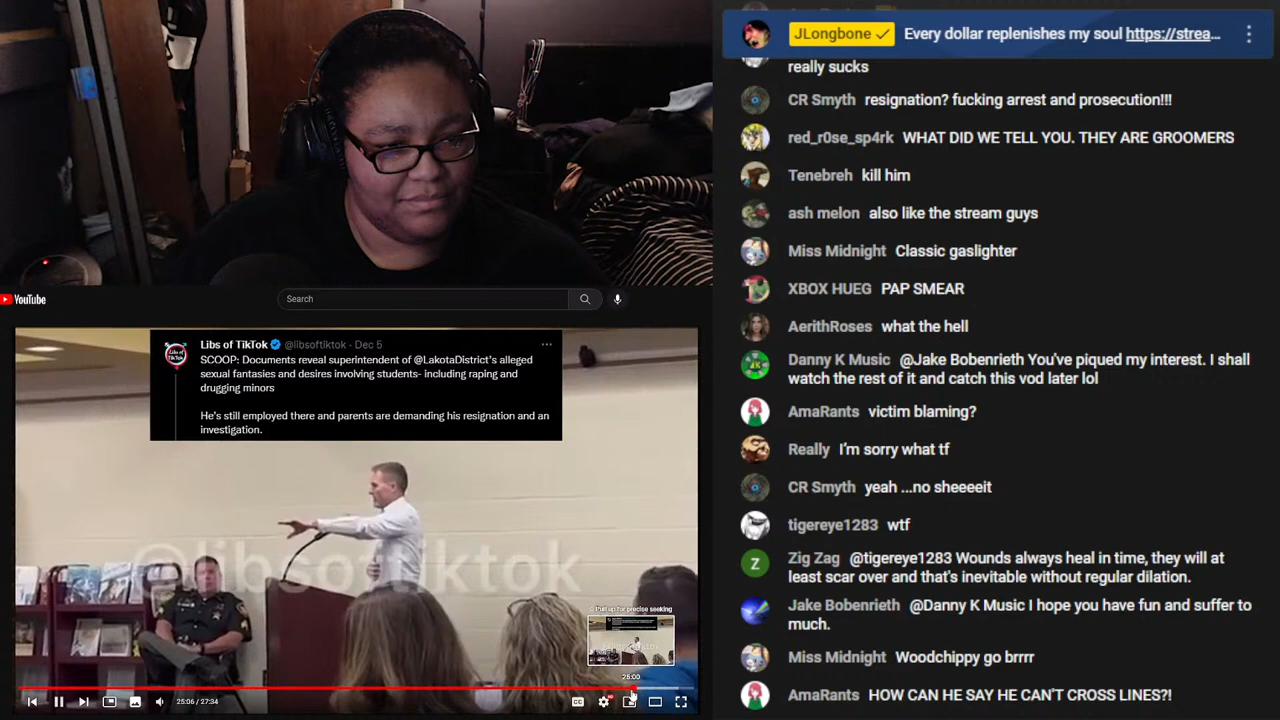 JLongbone Every dollar replenishes my soul https://strea...
really sucks
CR Smyth resignation? fucking arrest and prosecution!!!
red_r0se_sp4rk WHAT DID WE TELL YOU. THEY ARE GROOMERS
Tenebreh kill him
ash melon also like the stream guys
Miss Midnight Classic gaslighter
XBOX HUEG PAP SMEAR
AerithRoses what the hell
Danny K Music @Jake Bobenrieth You've piqued my interest. I shall
watch the rest of it and catch this vod later lol
AmaRants victim blaming?
Really I'm sorry what tf
CR Smyth yeah ...no sheeeeit
tigereye1283 wtf
Zig Zag @tigereye1283 Wounds always heal in time, they will at
least scar over and that's inevitable without regular dilation.
Jake Bobenrieth @Danny K Music I hope you have fun and suffer to
much.
Miss Midnight Woodchippy go brrrr
AmaRants HOW CAN HE SAY HE CAN'T CROSS LINES?!
YouTube
Search
Libs of TikTok @libsoftiktok · Dec 5
SCOOP: Documents reveal superintendent of @LakotaDistrict's alleged
sexual fantasies and desires involving students- including raping and
drugging minors
He's still employed there and parents are demanding his resignation and an
investigation.
@libsoftiktok
Pull up for precise seeking
25:00
25:06 / 27:34